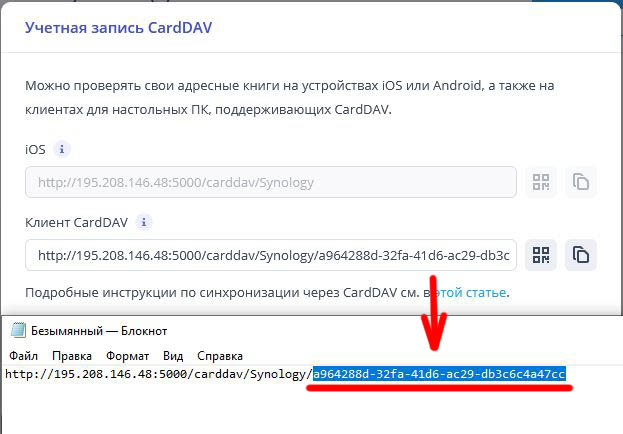 Учетная запись CardDAV
Можно проверять свои адресные книги на устройствах iOS или Android, а также на
клиентах для настольных ПК, поддерживающих CardDAV.
iOS
http://195.208.146.48:5000/carddav/Synology
Клиент CardDAV
http://195.208.146.48:5000/carddav/Synology/a964288d-32fa-41d6-ac29-db3c
Подробные инструкции по синхронизации через CardDAV см. в этой статье.
Безымянный — Блокнот
Файл Правка Формат Вид Справка
http://195.208.146.48:5000/carddav/Synology/a964288d-32fa-41d6-ac29-db3c6c4a47cc